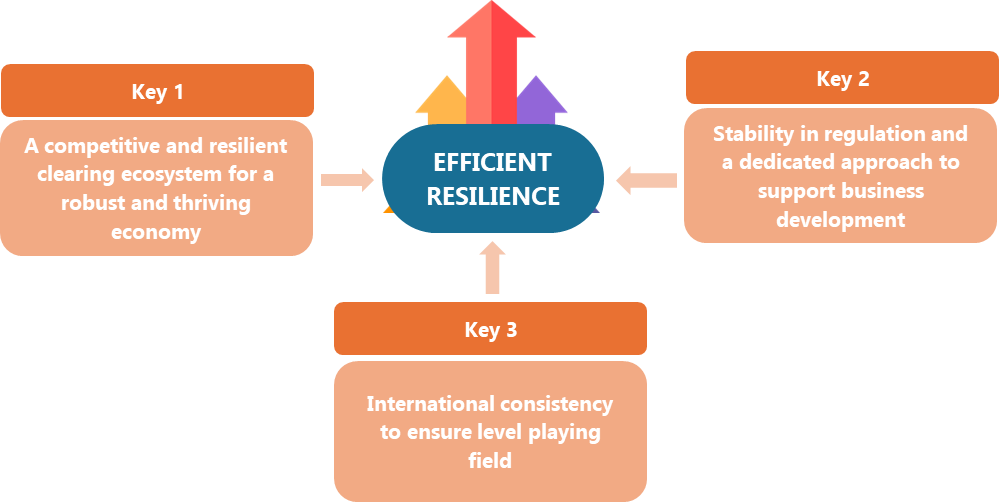 Key 1
A competitive and resilient
clearing ecosystem for a
robust and thriving
economy
EFFICIENT
RESILIENCE
Key 2
Stability in regulation and
a dedicated approach to
support business
development
Key 3
International consistency
to ensure level playing
field